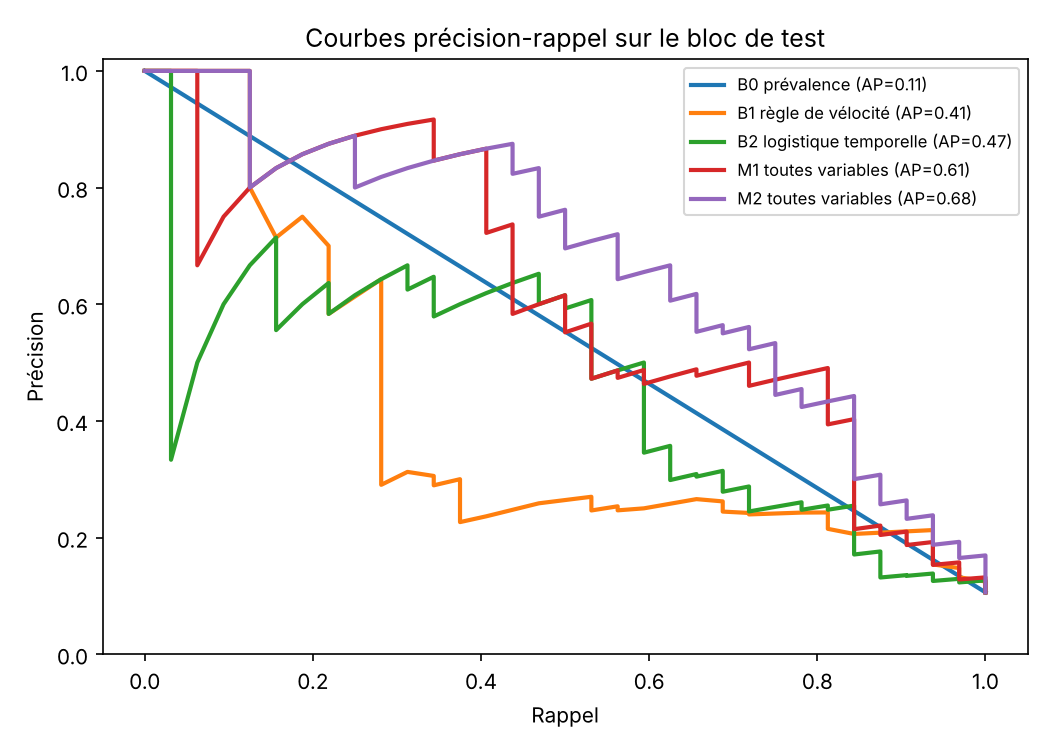 Courbes précision-rappel sur le bloc de test
B0 prévalence (AP=0.11)
B1 règle de vélocité (AP=0.41)
B2 logistique temporelle (AP=0.47)
M1 toutes variables (AP=0.61)
M2 toutes variables (AP=0.68)
Précision
1.0
0.8
0.6
0.4
0.2
0.0
0.0 0.2 0.4 0.6 0.8 1.0
Rappel